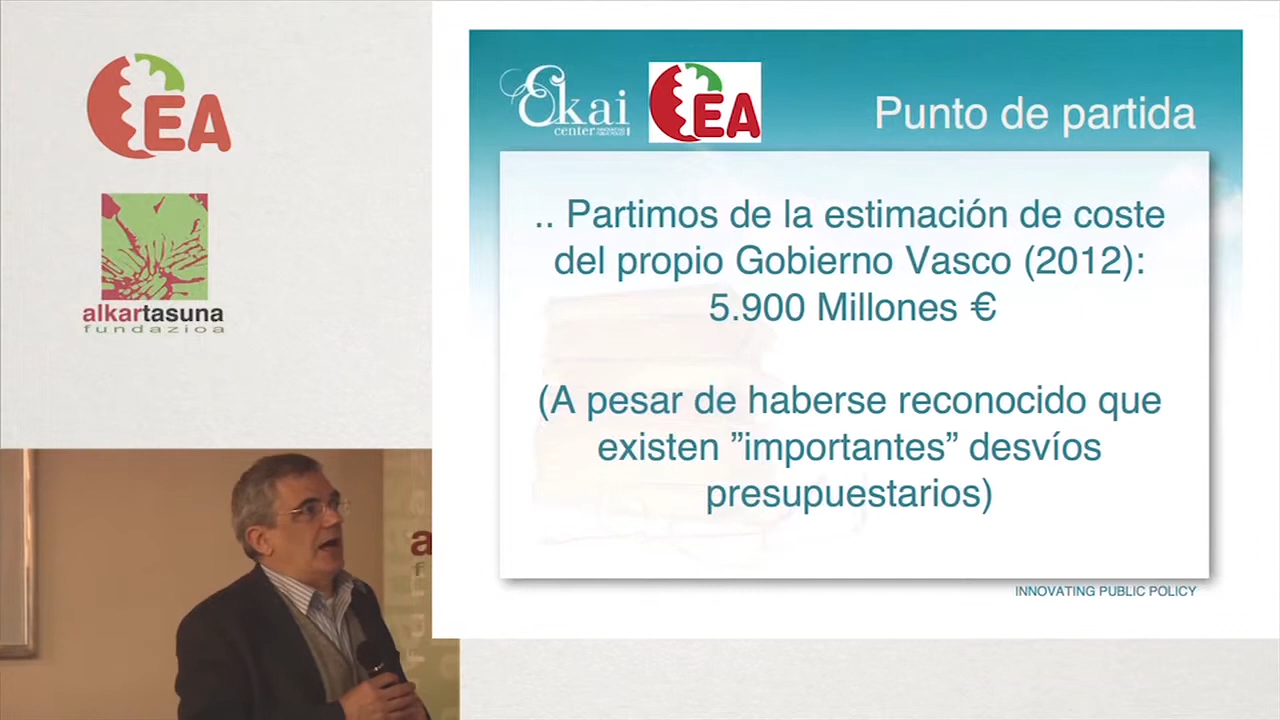 EA
alkartasuna
fundazioa
Ekai
center
EA
Punto de partida
.. Partimos de la estimación de coste
del propio Gobierno Vasco (2012):
5.900 Millones €
(A pesar de haberse reconocido que
existen ”importantes” desvíos
presupuestarios)
INNOVATING PUBLIC POLICY